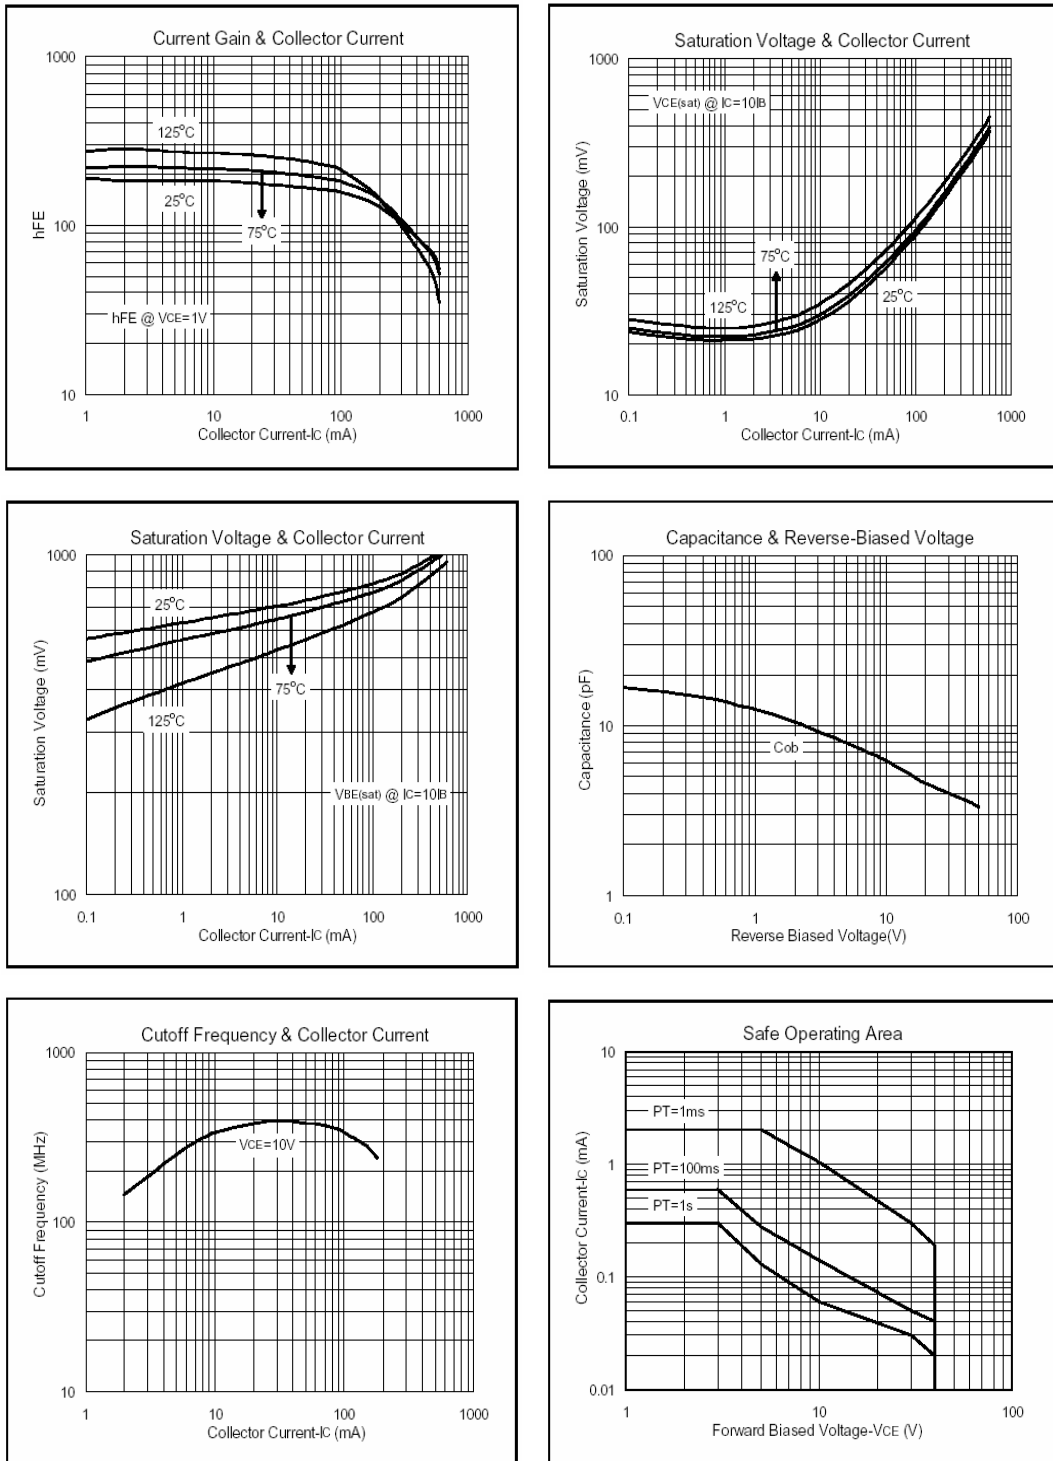 Current Gain & Collector Current
1000
125°C
25°C
75°C
hFE
100
hFE @ VCE=1V
10
1 10 100 1000
Collector Current-IC (mA)
Saturation Voltage & Collector Current
1000
VCE(sat) @ IC=10IB
Saturation Voltage (mV)
100
75°C
125°C
25°C
10
0.1 1 10 100 1000
Collector Current-IC (mA)
Saturation Voltage & Collector Current
1000
25°C
75°C
125°C
Saturation Voltage (mV)
VBE(sat) @ IC=10IB
100
0.1 1 10 100 1000
Collector Current-IC (mA)
Capacitance & Reverse-Biased Voltage
100
Capacitance (pF)
10
Cob
1
0.1 1 10 100
Reverse Biased Voltage(V)
Cutoff Frequency & Collector Current
1000
VCE=10V
Cutoff Frequency (MHz)
100
10
1 10 100 1000
Collector Current-IC (mA)
Safe Operating Area
10
PT=1ms
1
PT=100ms
PT=1s
Collector Current-IC (mA)
0.1
0.01
1 10 100
Forward Biased Voltage-VCE (V)